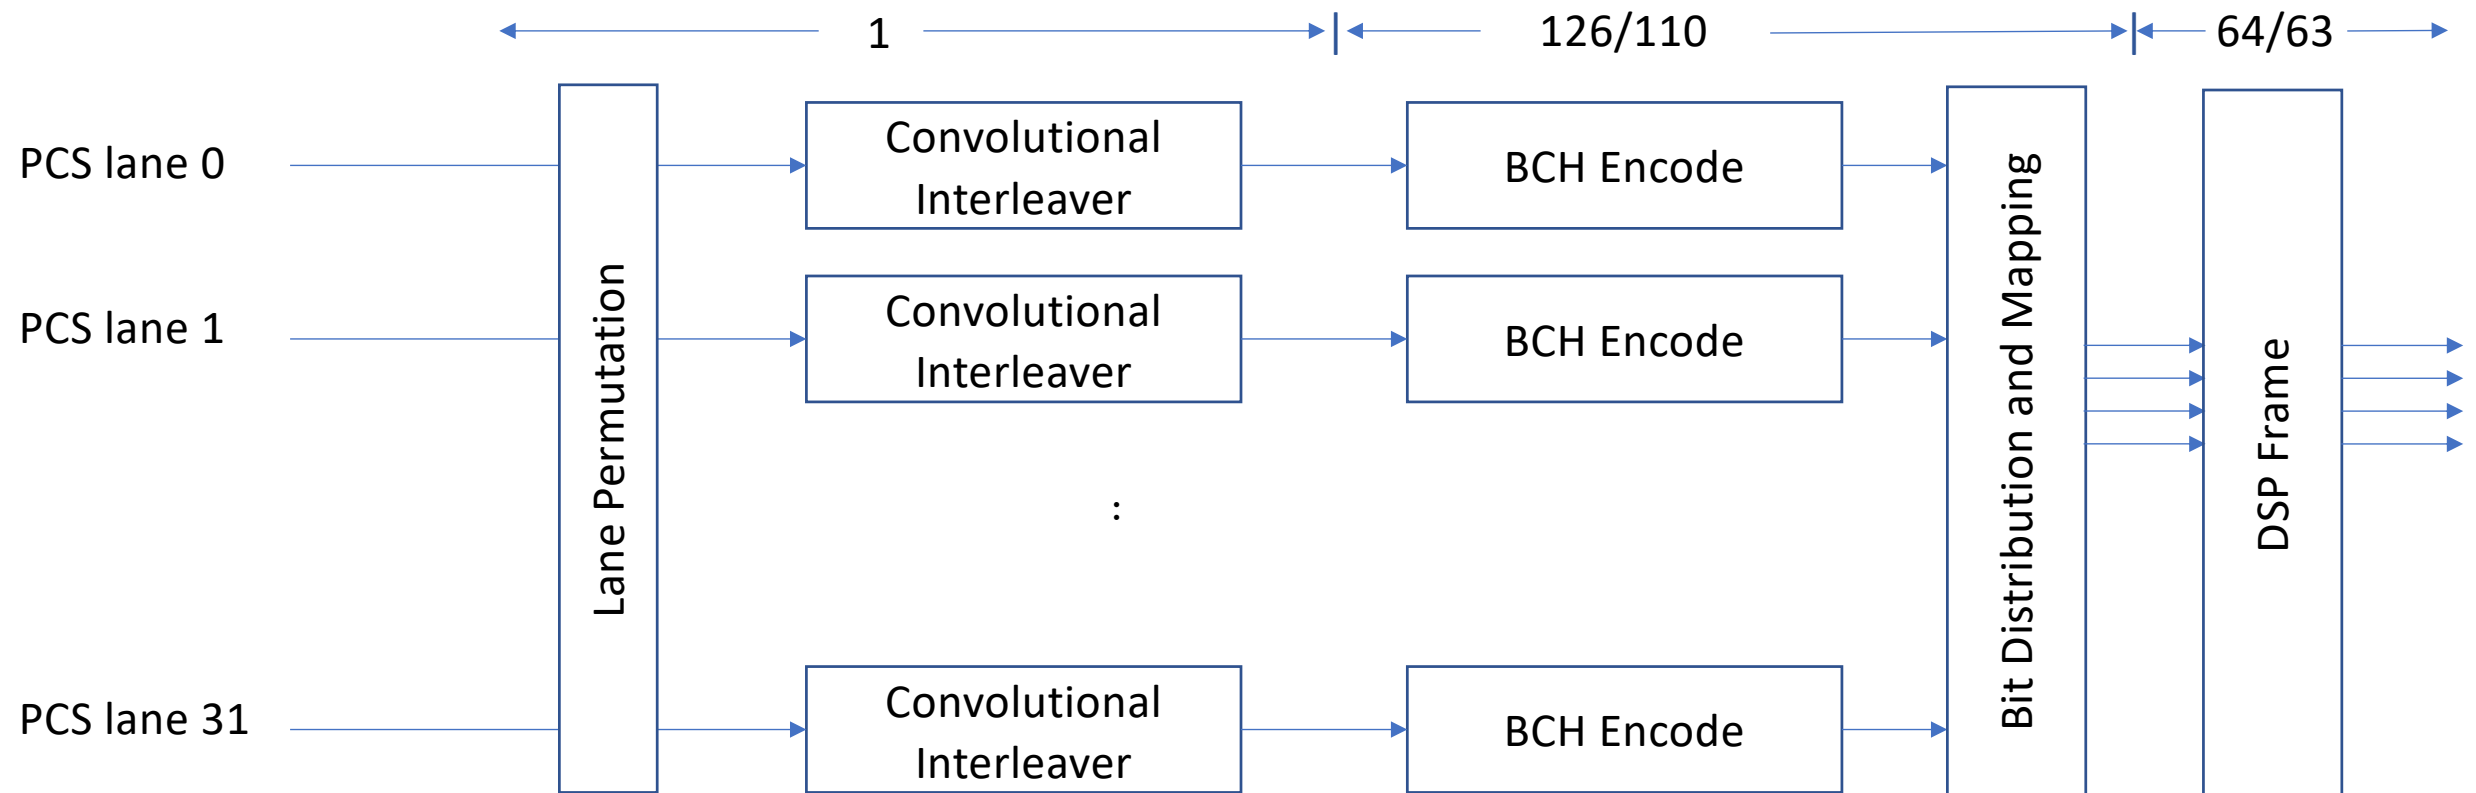 1
126/110
64/63
PCS lane 0
Convolutional
Interleaver
BCH Encode
PCS lane 1
Convolutional
Interleaver
BCH Encode
Lane Permutation
:
Bit Distribution and Mapping
DSP Frame
PCS lane 31
Convolutional
Interleaver
BCH Encode